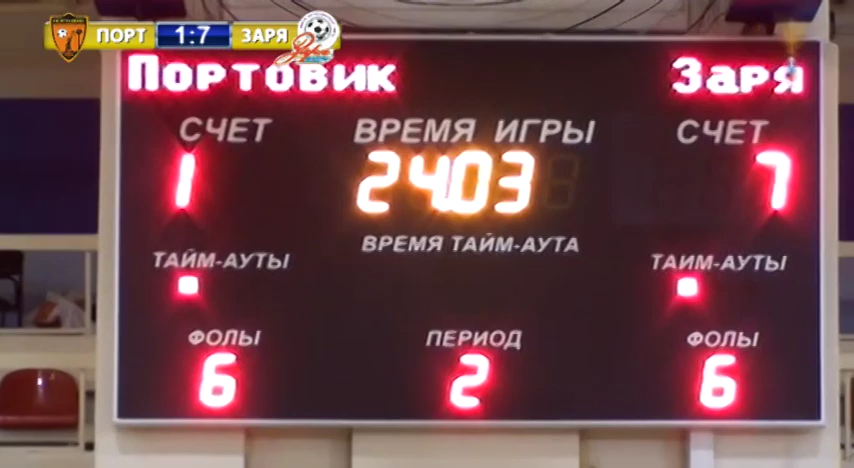 ПОРТ 1:7 ЗАРЯ
Портовик Заря
СЧЕТ ВРЕМЯ ИГРЫ СЧЕТ
1 24.03 7
ВРЕМЯ ТАЙМ-АУТА
ТАЙМ-АУТЫ ТАЙМ-АУТЫ
ФОЛЫ ПЕРИОД ФОЛЫ
6 2 6